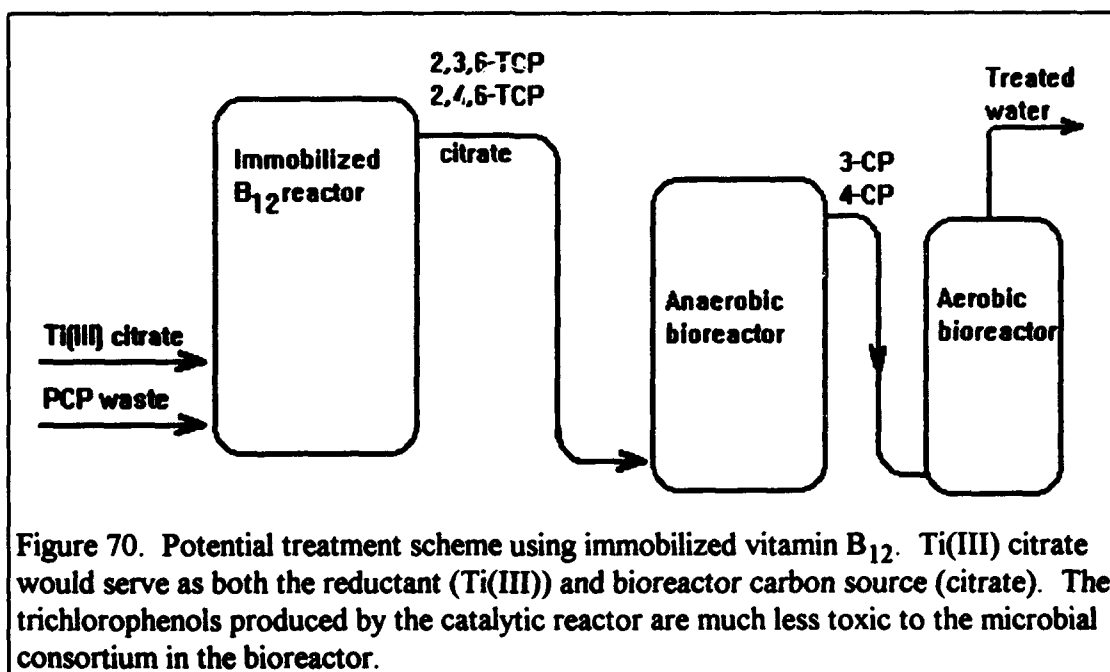 2,3,6-TCP
2,4,6-TCP
citrate
Treated
water
Immobilized
B12 reactor
3-CP
4-CP
Anaerobic
bioreactor
Aerobic
bioreactor
Ti(III) citrate
PCP waste
Figure 70. Potential treatment scheme using immobilized vitamin B12. Ti(III) citrate
would serve as both the reductant (Ti(III)) and bioreactor carbon source (citrate). The
trichlorophenols produced by the catalytic reactor are much less toxic to the microbial
consortium in the bioreactor.